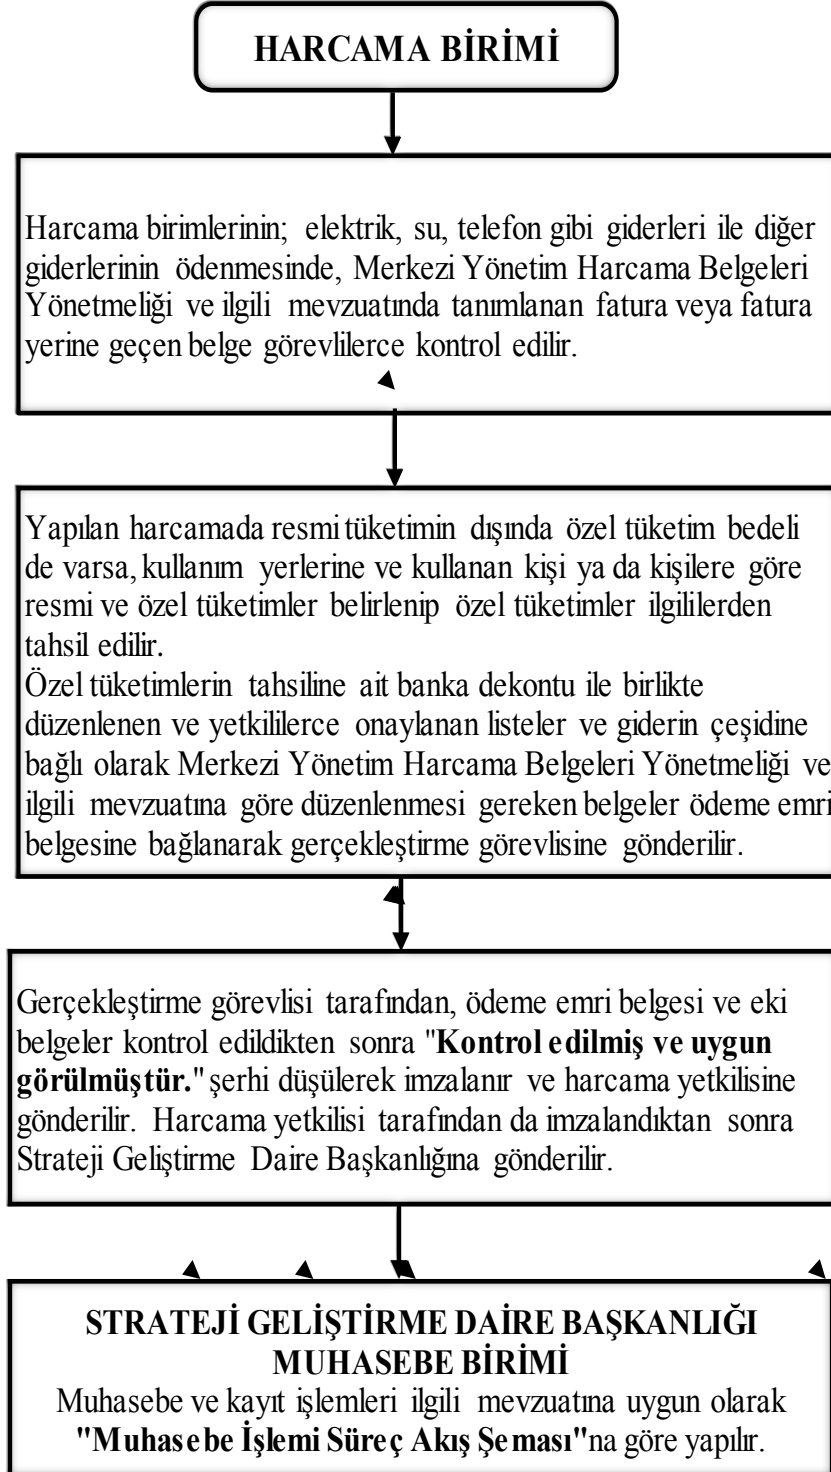 HARCAMA BİRİMİ
Harcama birimlerinin; elektrik, su, telefon gibi giderleri ile diğer
giderlerinin ödenmesinde, Merkezi Yönetim Harcama Belgeleri
Yönetmeliği ve ilgili mevzuatında tanımlanan fatura veya fatura
yerine geçen belge görevlilerce kontrol edilir.
Yapılan harcamada resmi tüketimin dışında özel tüketim bedeli
de varsa, kullanım yerlerine ve kullanan kişi ya da kişilere göre
resmi ve özel tüketimler belirlenip özel tüketimler ilgililerden
tahsil edilir.
Özel tüketimlerin tahsiline ait banka dekontu ile birlikte
düzenlenen ve yetkililerce onaylanan listeler ve giderin çeşidine
bağlı olarak Merkezi Yönetim Harcama Belgeleri Yönetmeliği ve
ilgili mevzuatına göre düzenlenmesi gereken belgeler ödeme emri
belgesine bağlanarak gerçekleştirme görevlisine gönderilir.
Gerçekleştirme görevlisi tarafından, ödeme emri belgesi ve eki
belgeler kontrol edildikten sonra "Kontrol edilmiş ve uygun
görülmüştür." şerhi düşülerek imzalanır ve harcama yetkilisine
gönderilir. Harcama yetkilisi tarafından da imzalandıktan sonra
Strateji Geliştirme Daire Başkanlığına gönderilir.
STRATEJİ GELİŞTİRME DAİRE BAŞKANLIĞI
MUHASEBE BİRİMİ
Muhasebe ve kayıt işlemleri ilgili mevzuatına uygun olarak
"Muhasebe İşlemi Süreç Akış Şeması"na göre yapılır.